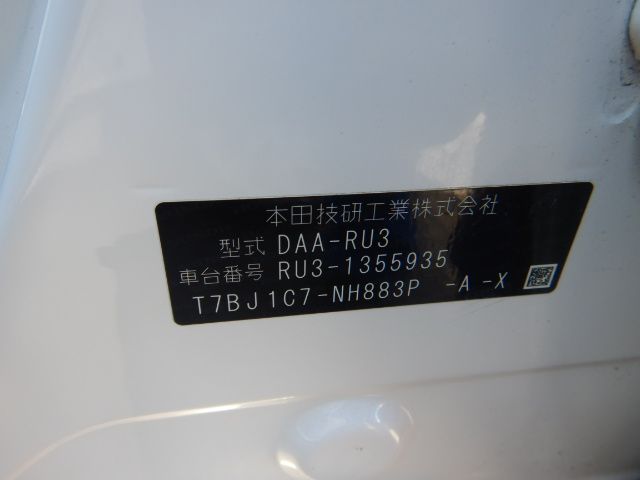 本田技研工業株式会社
型式 DAA-RU3
車台番号 RU3-1355935
T7BJ1C7-NH883P -A -X